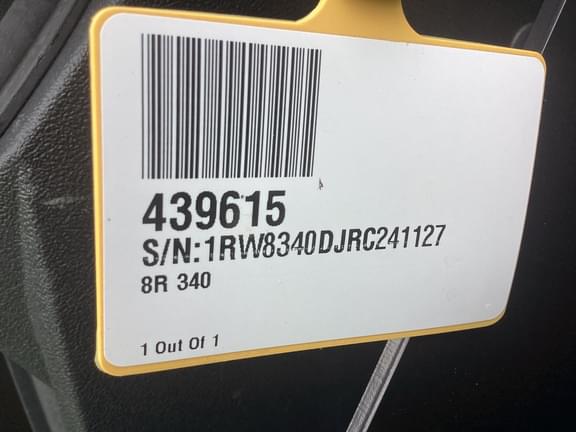 439615
S/N:1RW8340DJRC241127
8R 340
1 Out Of 1